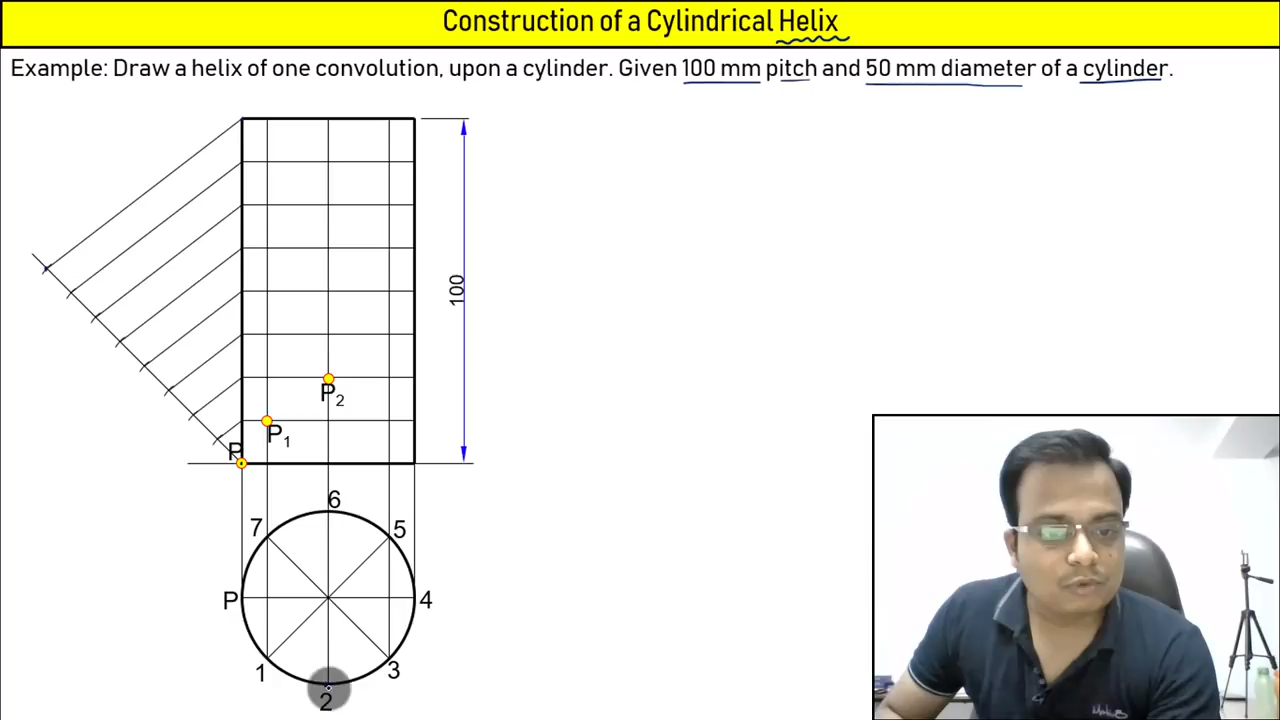 Construction of a Cylindrical Helix
Example: Draw a helix of one convolution, upon a cylinder. Given 100 mm pitch and 50 mm diameter of a cylinder.
100
P2
P1
P
6
7
5
P
4
1
3
2